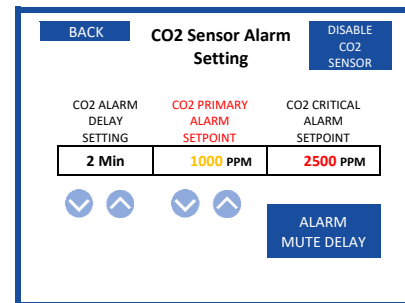 BACK
CO2 Sensor Alarm
Setting
DISABLE
CO2
SENSOR
CO2 ALARM
DELAY
SETTING
CO2 PRIMARY
ALARM
SETPOINT
CO2 CRITICAL
ALARM
SETPOINT
2 Min
1000 PPM
2500 PPM
ALARM
MUTE DELAY